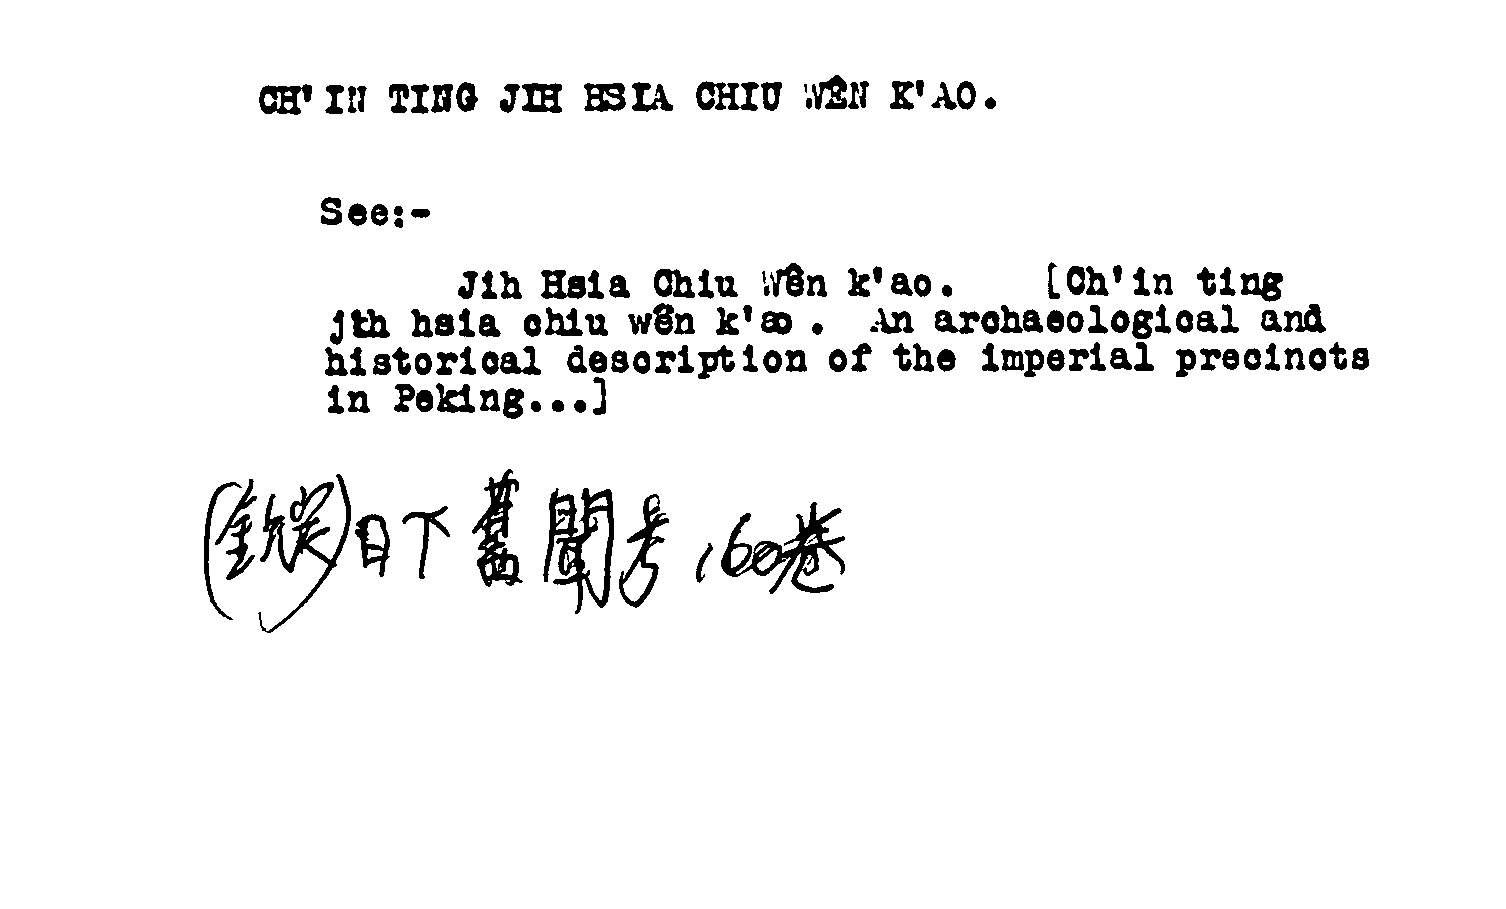 CH'IN TING JIH HSIA CHIU WÊN K'AO.
See:-
Jih Hsia Chiu Wên k'ao. [Ch'in ting
jih hsia chiu wên k'ao. An archaeological and
historical description of the imperial precincts
in Peking...]
(欽定)日下舊聞考 160卷